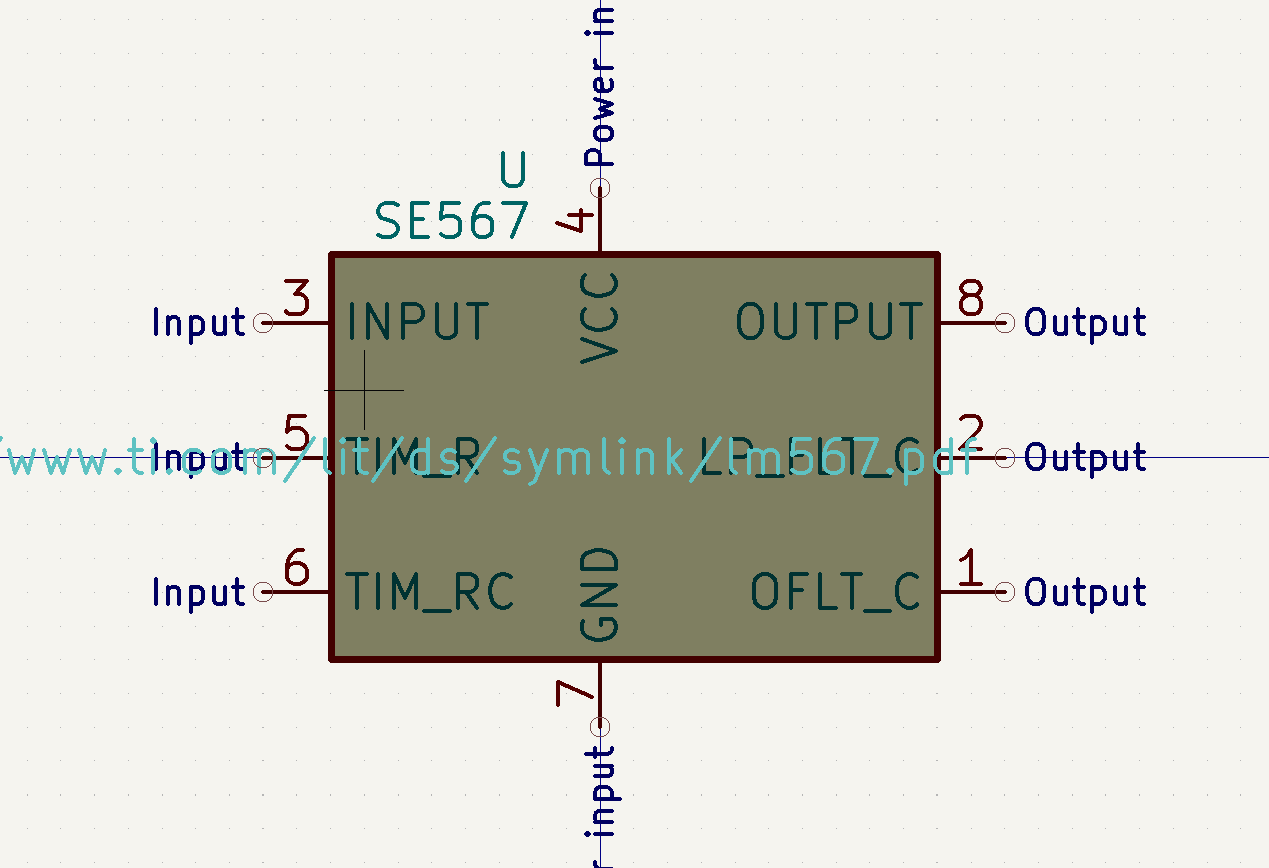 Power in
U
SE567
4
3
8
Input
INPUT
VCC
OUTPUT
Output
5
2
Input
TIM_R
LP_FLT_C
Output
/www.ti.com/lit/ds/symlink/lm567.pdf
6
1
Input
TIM_RC
GND
OFLT_C
Output
7
r input